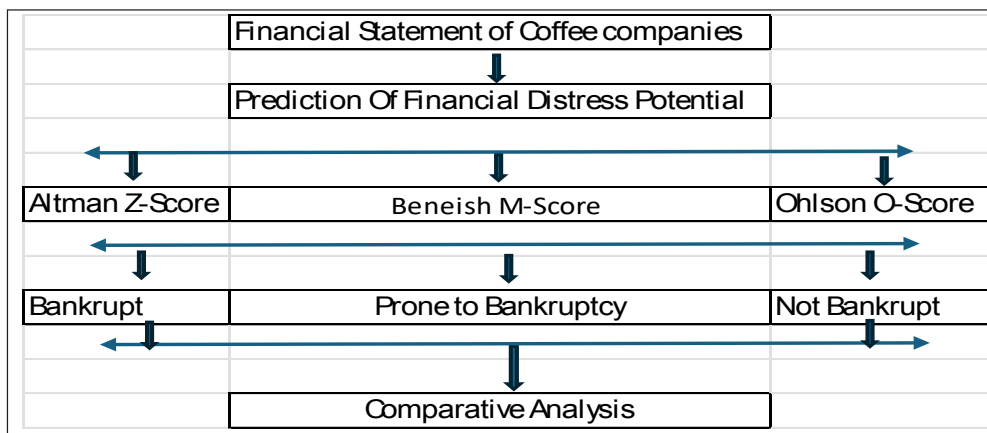 Financial Statement of Coffee companies
Prediction Of Financial Distress Potential
Altman Z-Score
Beneish M-Score
Ohlson O-Score
Bankrupt
Prone to Bankruptcy
Not Bankrupt
Comparative Analysis